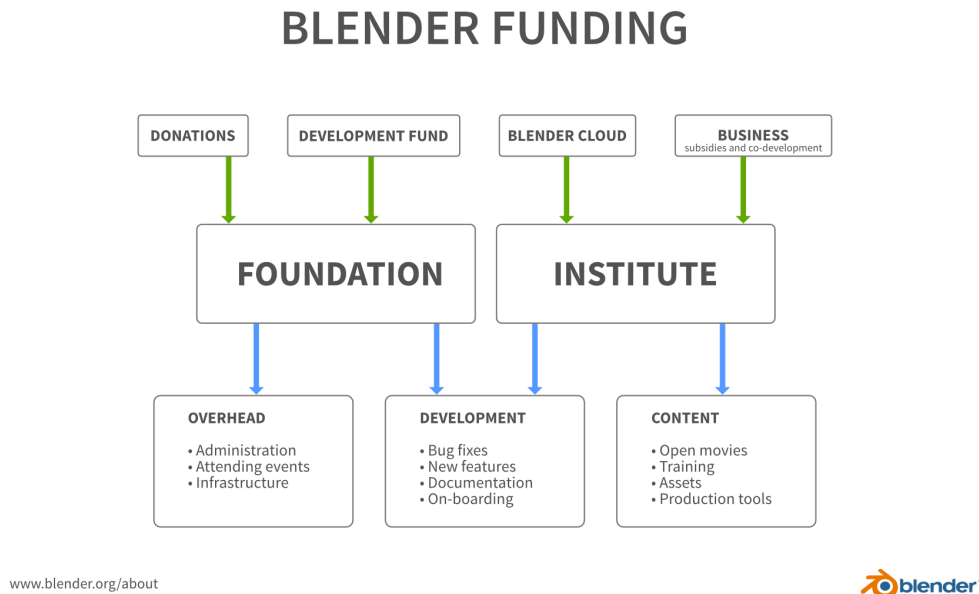 BLENDER FUNDING
DONATIONS
DEVELOPMENT FUND
BLENDER CLOUD
BUSINESS
subsidies and co-development
FOUNDATION
INSTITUTE
OVERHEAD
• Administration
• Attending events
• Infrastructure
DEVELOPMENT
• Bug fixes
• New features
• Documentation
• On-boarding
CONTENT
• Open movies
• Training
• Assets
• Production tools
www.blender.org/about
blender